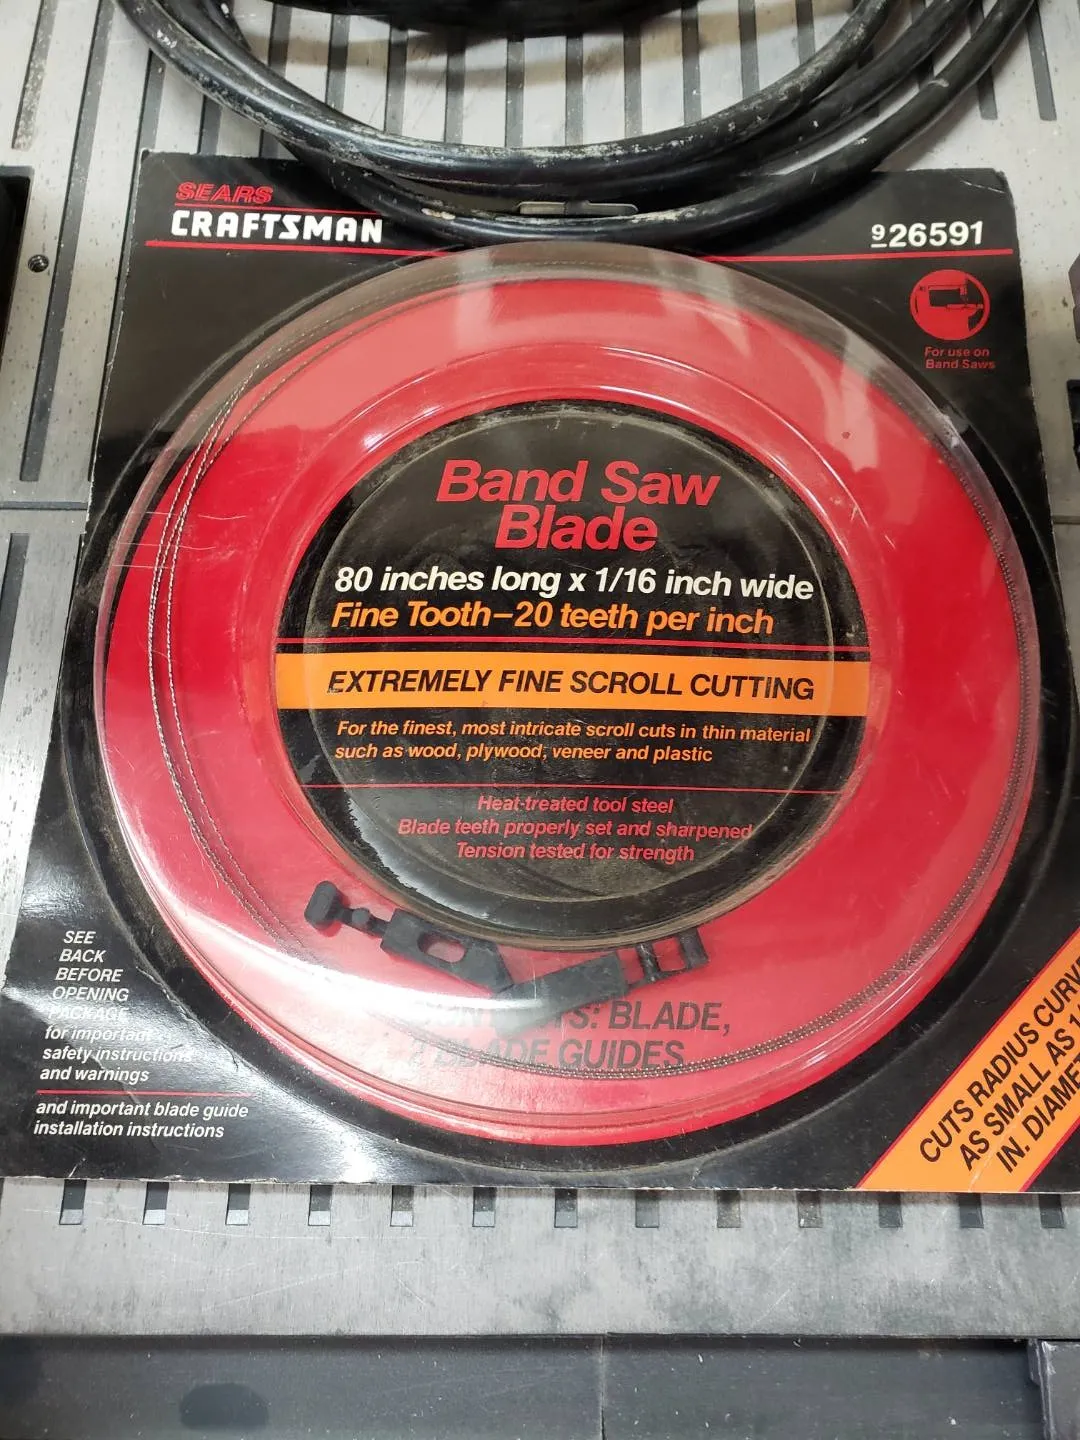 SEARS
CRAFTSMAN
926591
For use on
Band Saws
Band Saw
Blade
80 inches long x 1/16 inch wide
Fine Tooth–20 teeth per inch
EXTREMELY FINE SCROLL CUTTING
For the finest, most intricate scroll cuts in thin material
such as wood, plywood, veneer and plastic
Heat-treated tool steel
Blade teeth properly set and sharpened
Tension tested for strength
BLADE,
BLADE GUIDES
SEE
BACK
BEFORE
OPENING
PACKAGE
for important
safety instructions
and warnings
and important blade guide
installation instructions
CUTS RADIUS
AS SMALL AS
IN.